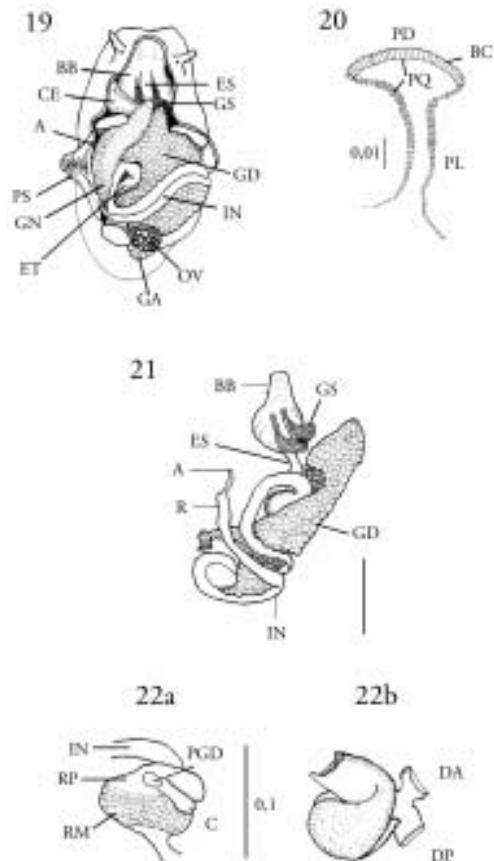 19
BB
ES
CE
GS
A
GD
PS
GN
IN
ET
OV
GA
20
PD
BC
PQ
0,01
PL
21
BB
GS
ES
A
R
GD
IN
22a
IN
PGD
RP
RM
C
0,1
22b
DA
DP